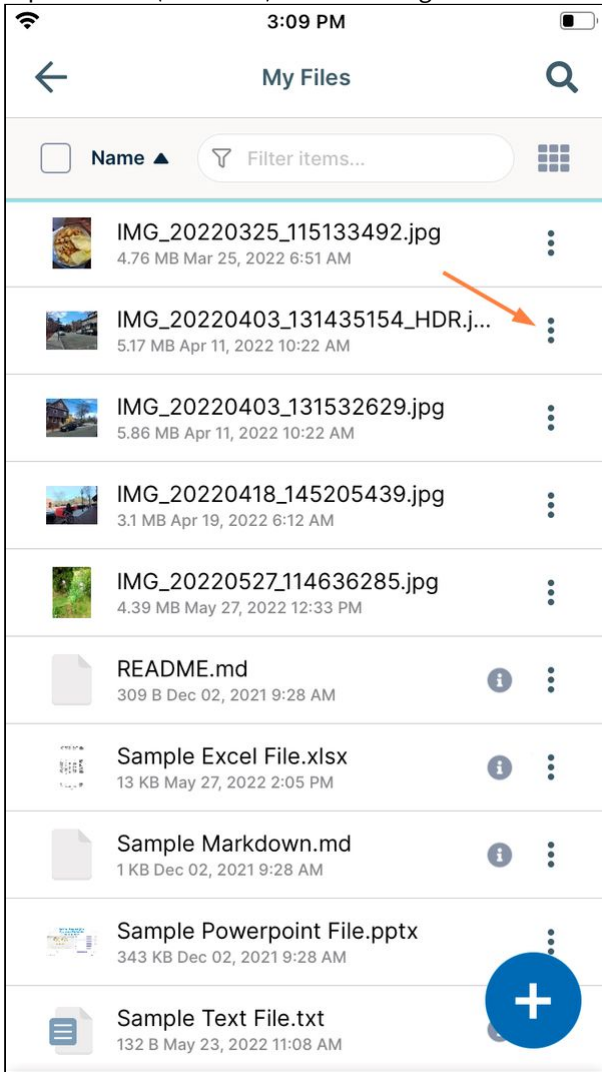 3:09 PM
My Files
Name ▲ Filter items...
IMG_20220325_115133492.jpg
4.76 MB Mar 25, 2022 6:51 AM
IMG_20220403_131435154_HDR.j...
5.17 MB Apr 11, 2022 10:22 AM
IMG_20220403_131532629.jpg
5.86 MB Apr 11, 2022 10:22 AM
IMG_20220418_145205439.jpg
3.1 MB Apr 19, 2022 6:12 AM
IMG_20220527_114636285.jpg
4.39 MB May 27, 2022 12:33 PM
README.md
309 B Dec 02, 2021 9:28 AM
Sample Excel File.xlsx
13 KB May 27, 2022 2:05 PM
Sample Markdown.md
1 KB Dec 02, 2021 9:28 AM
Sample Powerpoint File.pptx
343 KB Dec 02, 2021 9:28 AM
Sample Text File.txt
132 B May 23, 2022 11:08 AM